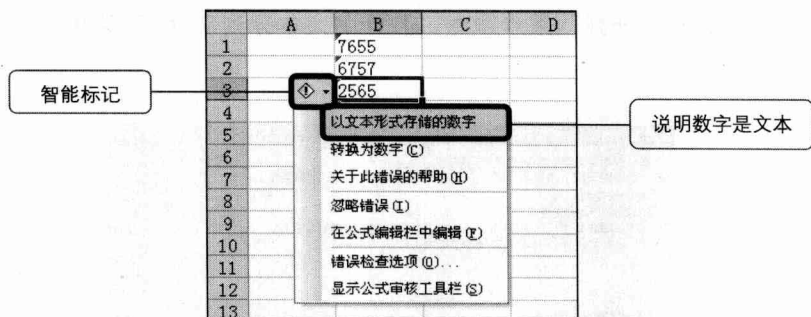 A B C D
1 7655
2 6757
智能标记
3 2565
4
以文本形式存储的数字
说明数字是文本
5
转换为数字(C)
6
7 关于此错误的帮助(H)
8 忽略错误(I)
9
在公式编辑栏中编辑(F)
10
11 错误检查选项(O)...
12 显示公式审核工具栏(S)
13